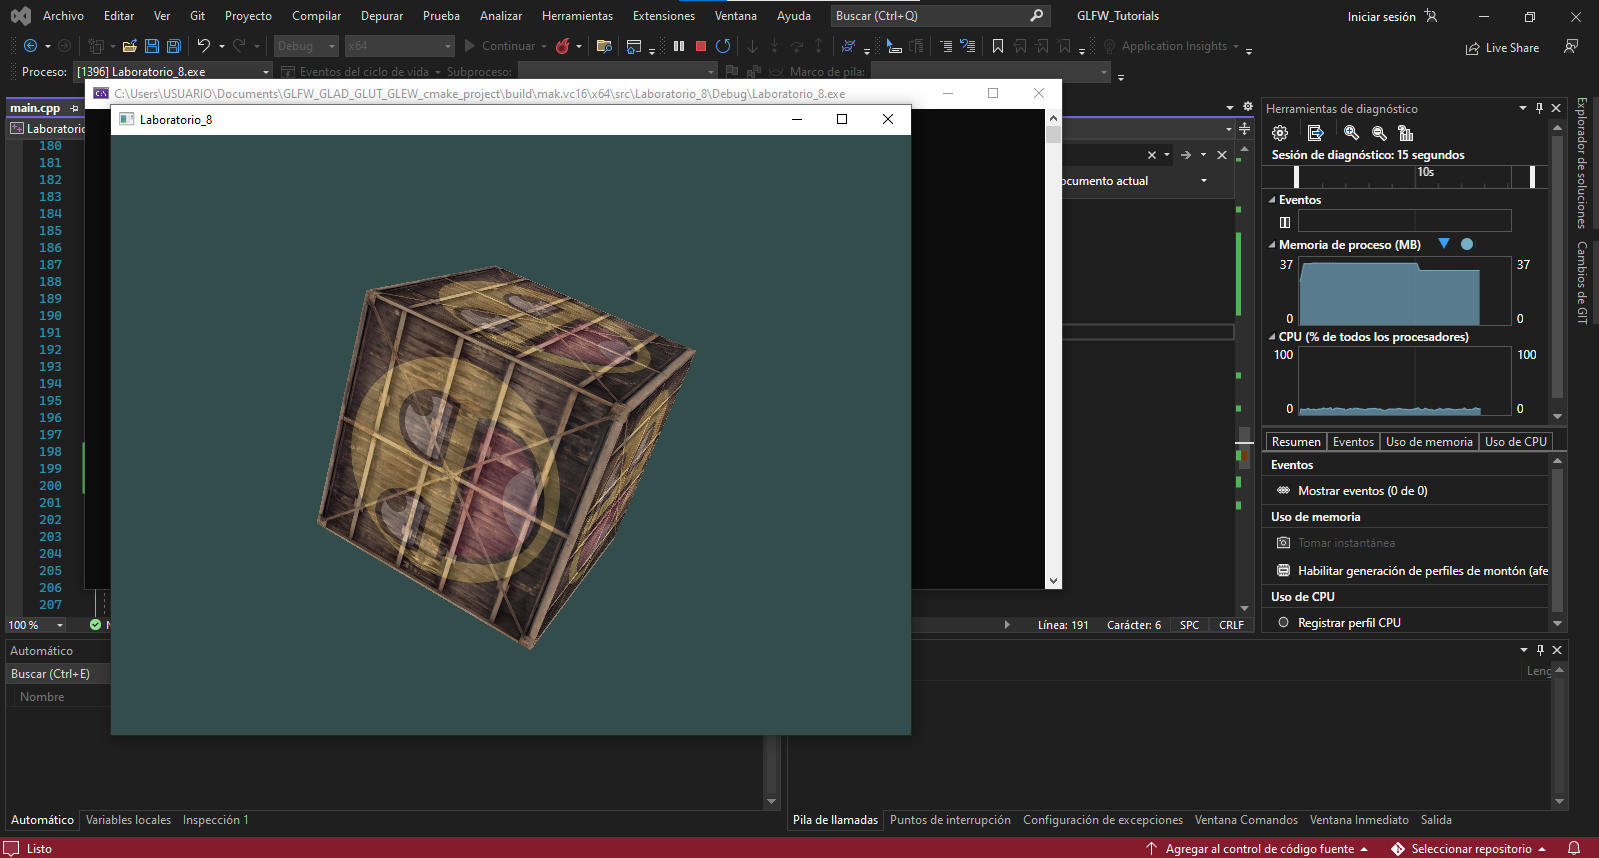 Archivo Editar Ver Git Proyecto Compilar Depurar Prueba Analizar Herramientas Extensiones Ventana Ayuda Buscar (Ctrl+Q) GLFW_Tutorials Iniciar sesión
Debug x64 Continuar Application Insights Live Share
Proceso: [1396] Laboratorio_8.exe Eventos del ciclo de vida Subproceso: Marco de pila:
C:\Users\USUARIO\Documents\GLFW_GLAD_GLUT_GLEW_cmake_project\build\mak.vc16\x64\src\Laboratorio_8\Debug\Laboratorio_8.exe
main.cpp
Laboratorio_8
Laboratorio
180
181
182
183
184
185
186
187
188
189
190
191
192
193
194
195
196
197
198
199
200
201
202
203
204
205
206
207
ocumento actual
100 %
Línea: 191 Carácter: 6 SPC CRLF
Herramientas de diagnóstico
Sesión de diagnóstico: 15 segundos
10s
Eventos
Memoria de proceso (MB)
37 37
0 0
CPU (% de todos los procesadores)
100 100
0 0
Resumen Eventos Uso de memoria Uso de CPU
Eventos
Mostrar eventos (0 de 0)
Uso de memoria
Tomar instantánea
Habilitar generación de perfiles de montón (afe
Uso de CPU
Registrar perfil CPU
Explorador de soluciones
Cambios de GIT
Automático
Buscar (Ctrl+E)
Nombre
Leng
Automático Variables locales Inspección 1
Pila de llamadas Puntos de interrupción Configuración de excepciones Ventana Comandos Ventana Inmediato Salida
Listo
Agregar al control de código fuente Seleccionar repositorio